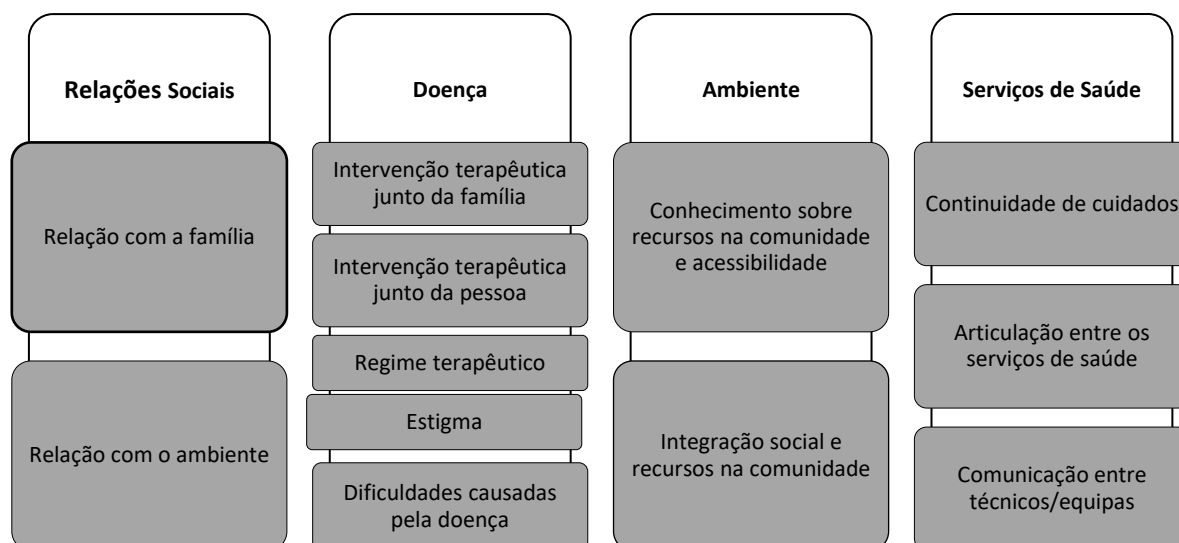 Relações Sociais
Relação com a família
Relação com o ambiente
Doença
Intervenção terapêutica
junto da família
Intervenção terapêutica
junto da pessoa
Regime terapêutico
Estigma
Dificuldades causadas
pela doença
Ambiente
Conhecimento sobre
recursos na comunidade
e acessibilidade
Integração social e
recursos na comunidade
Serviços de Saúde
Continuidade de cuidados
Articulação entre os
serviços de saúde
Comunicação entre
técnicos/equipas